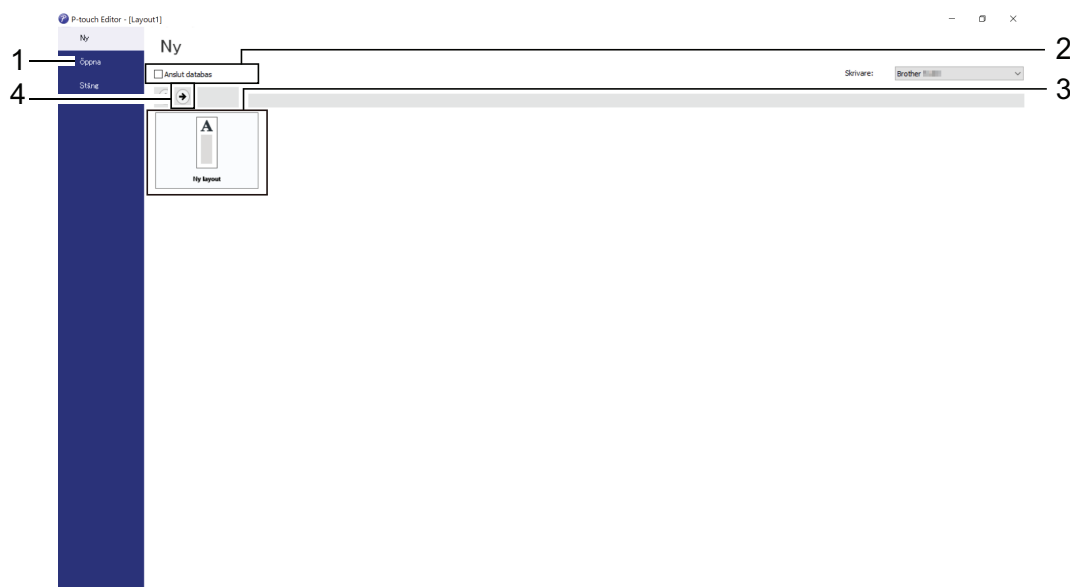 P-touch Editor - [Layout1]
Ny
Öppna
Stäng
Ny
Anslut databas
Skrivare:
Brother
A
Ny layout
1
2
3
4